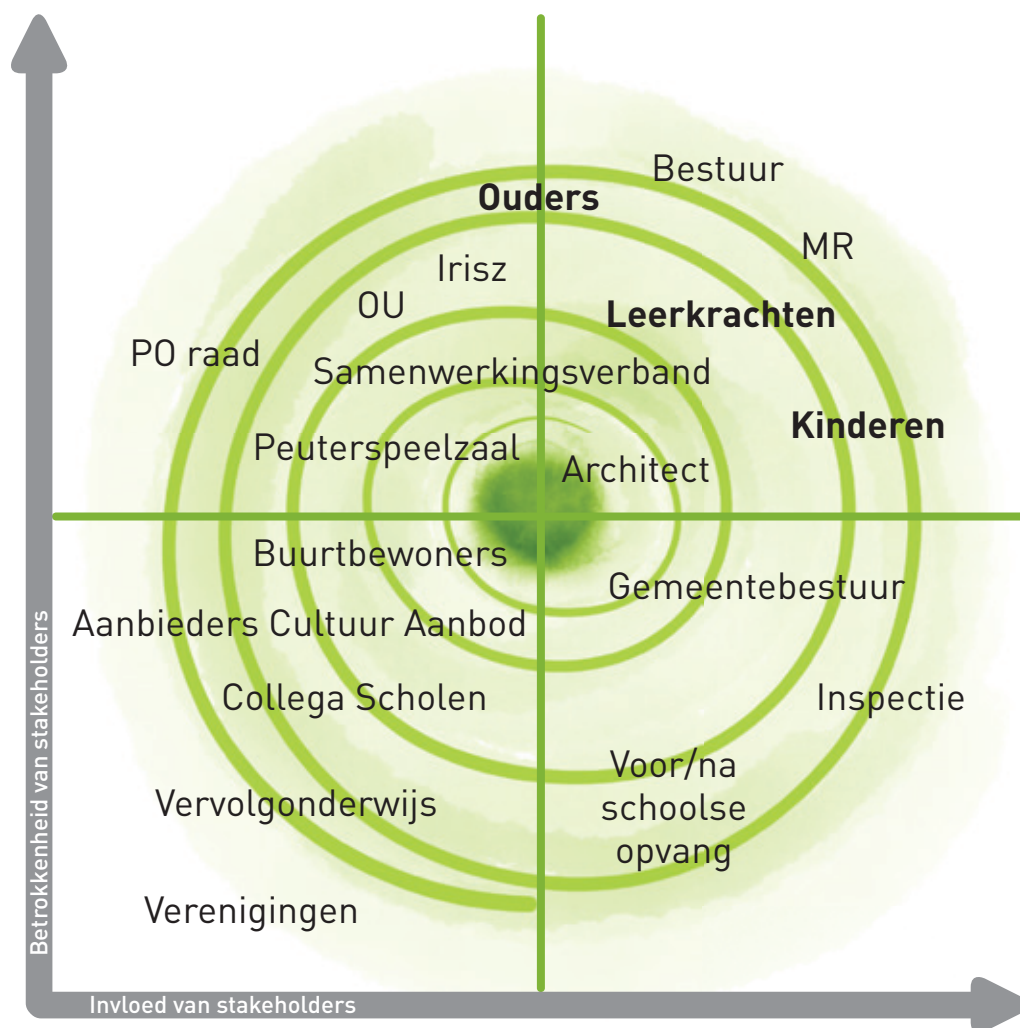 Bestuur
Ouders
MR
Irisz
OU
Leerkrachten
PO raad
Samenwerkingsverband
Kinderen
Peuterspeelzaal
Architect
Buurtbewoners
Gemeentebestuur
Aanbieders Cultuur Aanbod
Collega Scholen
Inspectie
Voor/na
schoolse
opvang
Vervolgonderwijs
Verenigingen
Betrokkenheid van stakeholders
Invloed van stakeholders